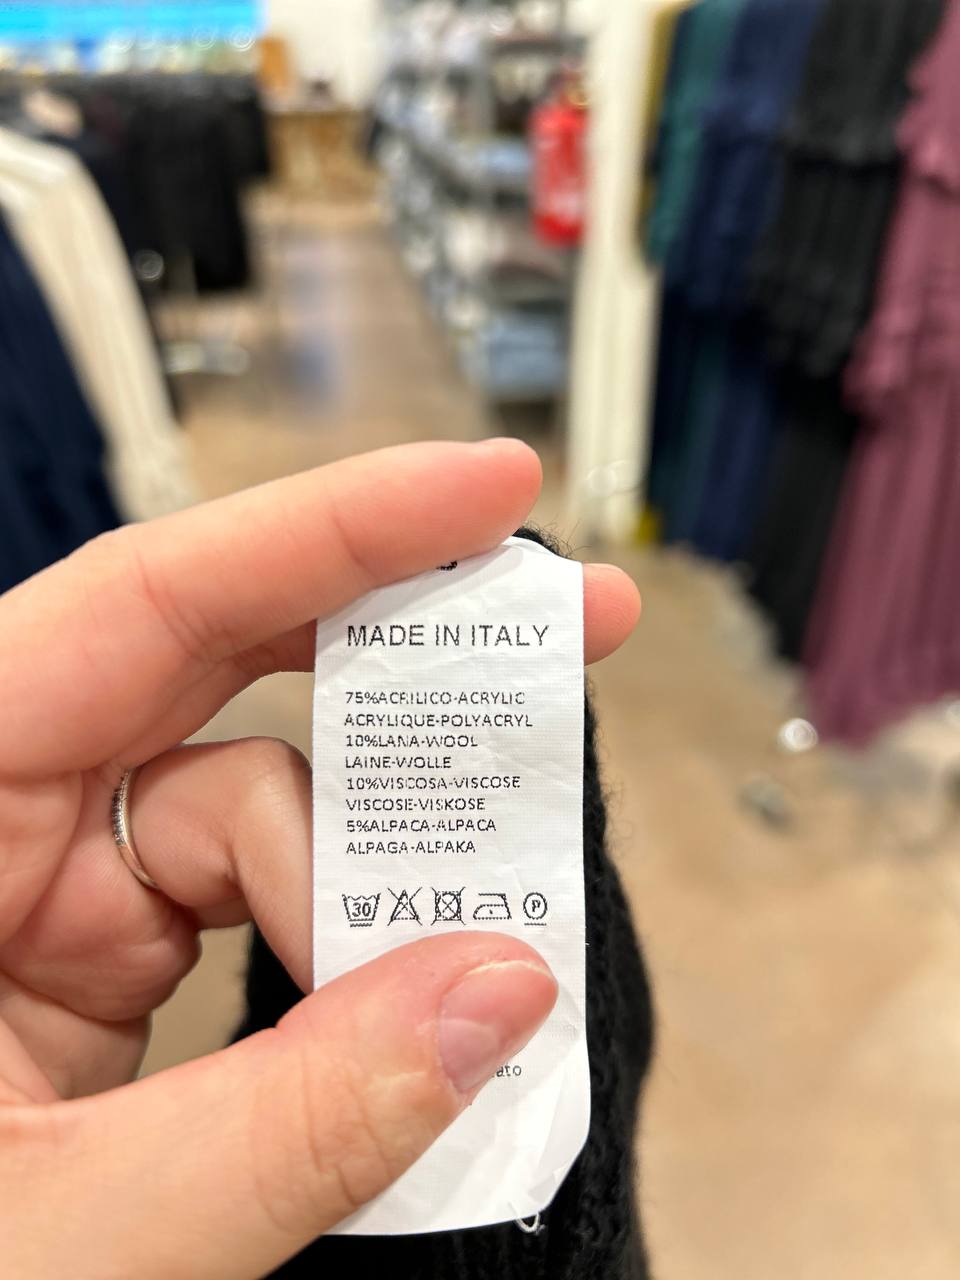 MADE IN ITALY
75%ACRILICO-ACRYLIC
ACRYLIQUE-POLYACRYL
10%LANA-WOOL
LAINE-WOLLE
10%VISCOSA-VISCOSE
VISCOSE-VISKOSE
5%ALPACA-ALPACA
ALPAGA-ALPAKA
30 P